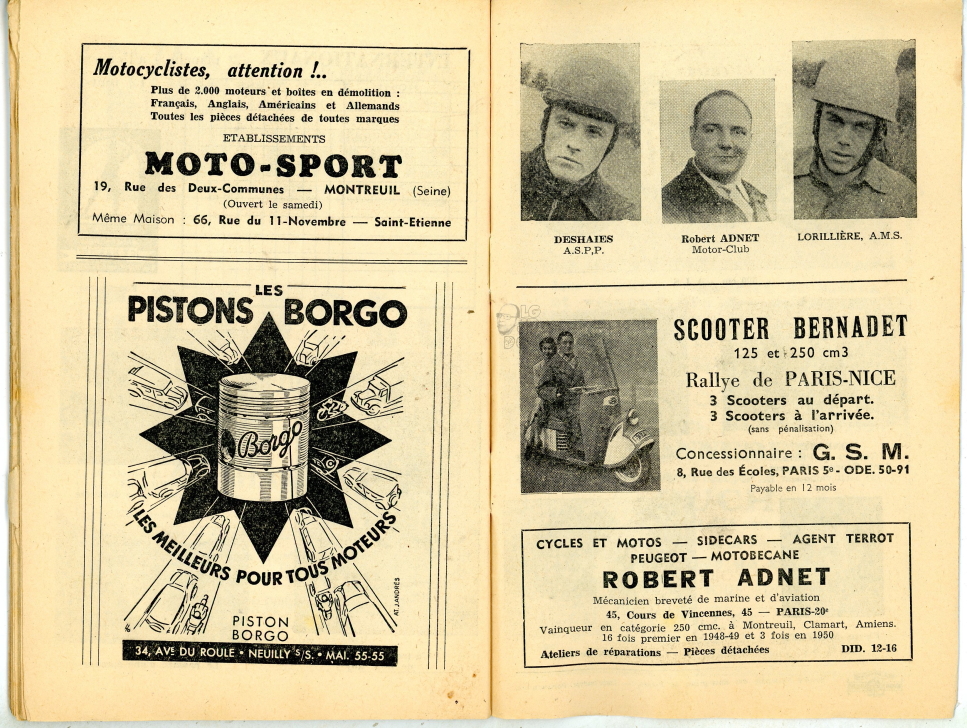 Motocyclistes, attention !..
Plus de 2.000 moteurs et boîtes en démolition :
Français, Anglais, Américains et Allemands
Toutes les pièces détachées de toutes marques
ETABLISSEMENTS
MOTO-SPORT
19, Rue des Deux-Communes — MONTREUIL (Seine)
(Ouvert le samedi)
Même Maison : 66, Rue du 11-Novembre — Saint-Etienne
LES
PISTONS BORGO
Borgo
LES MEILLEURS POUR TOUS MOTEURS
AT. J. ANDRÉS
PISTON
BORGO
34, AVE DU ROULE • NEUILLY S/S. • MAI. 55-55
DESHAIES
A.S.P,P.
Robert ADNET
Motor-Club
LORILLIÈRE, A.M.S.
SCOOTER BERNADET
125 et 250 cm3
Rallye de PARIS-NICE
3 Scooters au départ.
3 Scooters à l'arrivée.
(sans pénalisation)
Concessionnaire : G. S. M.
8, Rue des Écoles, PARIS 5e - ODE. 50-91
Payable en 12 mois
CYCLES ET MOTOS — SIDECARS — AGENT TERROT
PEUGEOT — MOTOBECANE
ROBERT ADNET
Mécanicien breveté de marine et d'aviation
45, Cours de Vincennes, 45 — PARIS-20e
Vainqueur en catégorie 250 cmc. à Montreuil, Clamart, Amiens.
16 fois premier en 1948-49 et 3 fois en 1950
Ateliers de réparations — Pièces détachées DID. 12-16